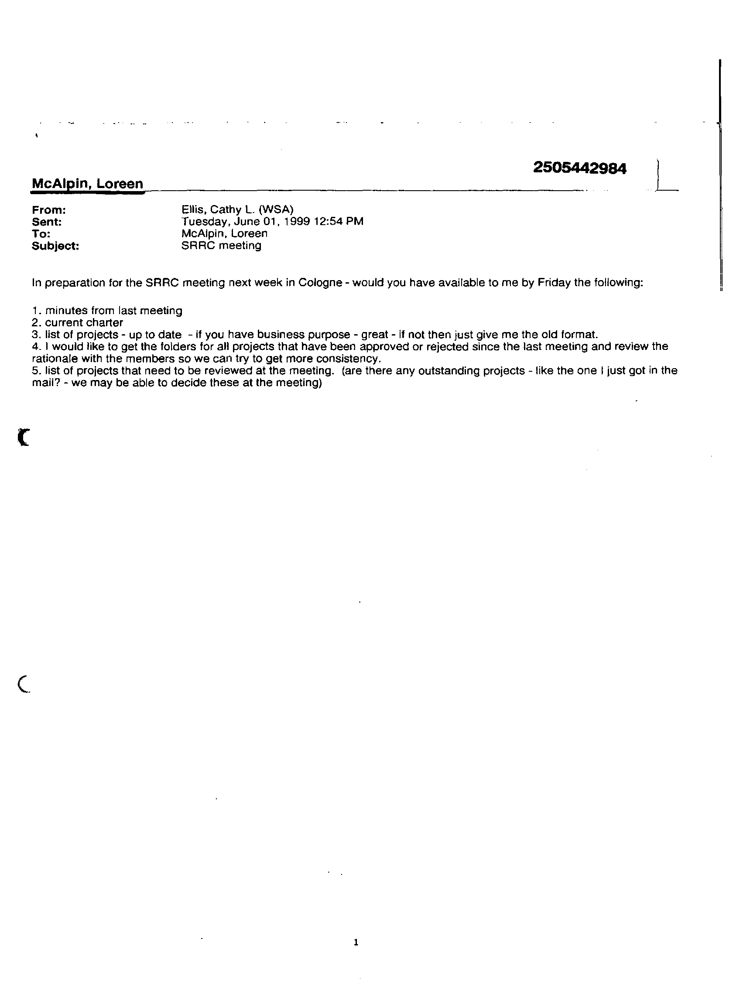 2505442984
McAlpin, Loreen
From: Ellis, Cathy L. (WSA)
Sent: Tuesday, June 01, 1999 12:54 PM
To: McAlpin, Loreen
Subject: SRRC meeting
In preparation for the SRRC meeting next week in Cologne - would you have available to me by Friday the following:
1. minutes from last meeting
2. current charter
3. list of projects - up to date - if you have business purpose - great - if not then just give me the old format.
4. I would like to get the folders for all projects that have been approved or rejected since the last meeting and review the
rationale with the members so we can try to get more consistency.
5. list of projects that need to be reviewed at the meeting. (are there any outstanding projects - like the one I just got in the
mail? - we may be able to decide these at the meeting)
1